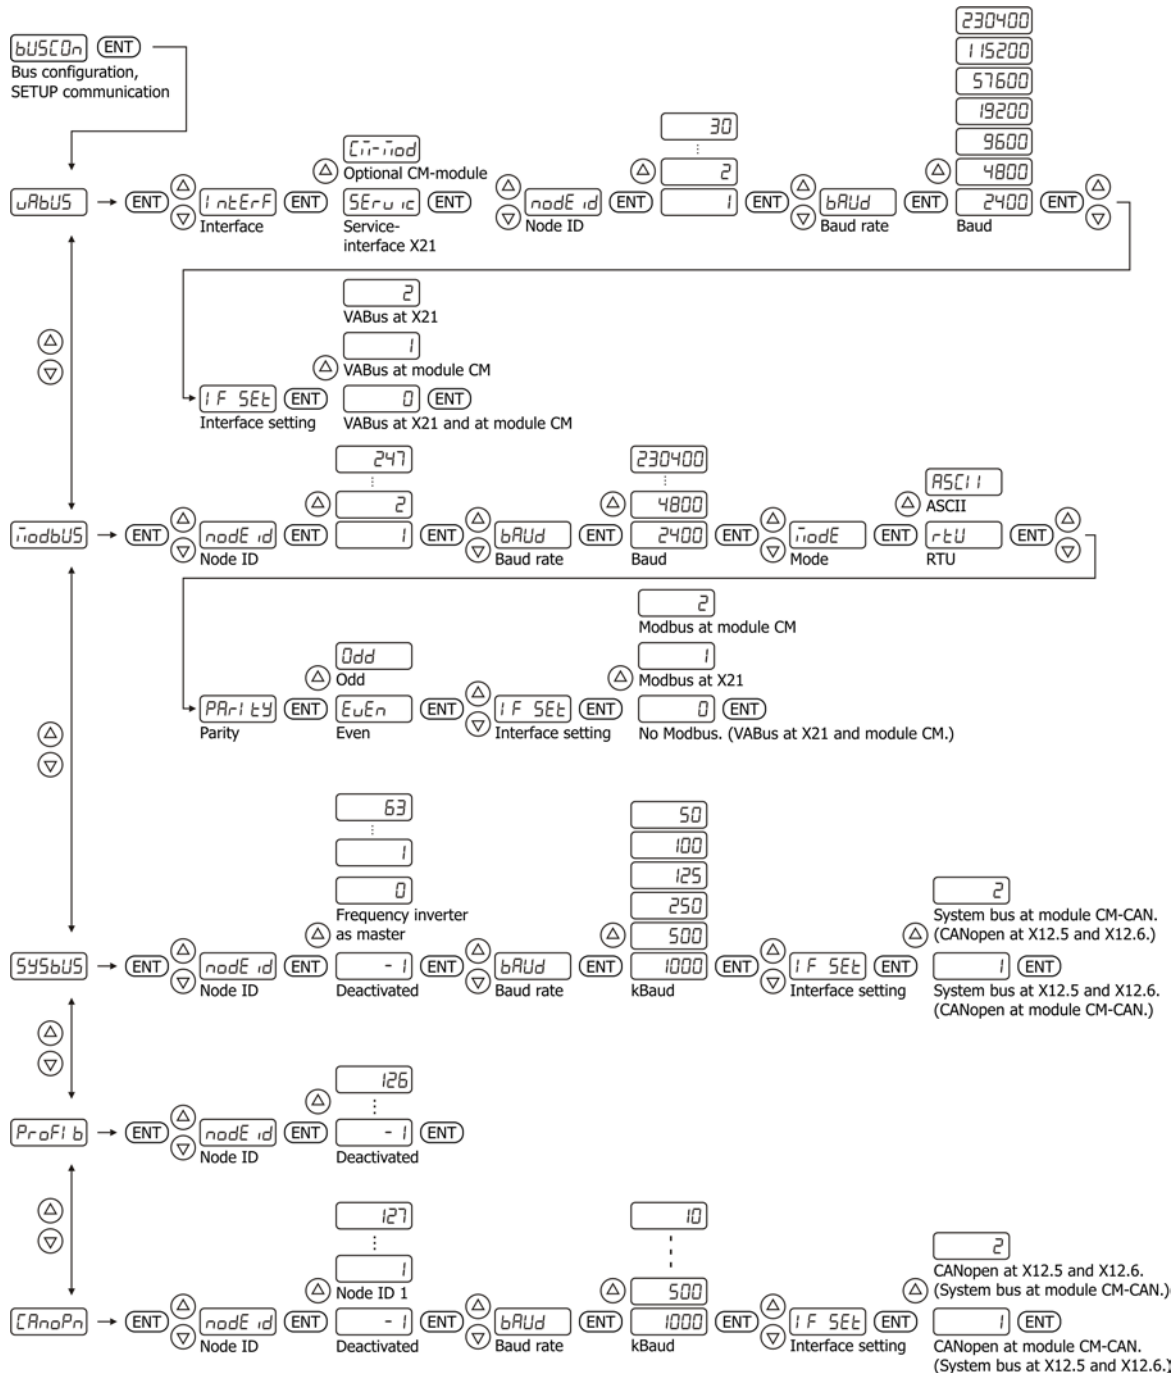 bUSCOn ENT
Bus configuration,
SETUP communication
230400
115200
57600
19200
9600
4800
2400
Baud
uAbUS ENT
IntErF ENT
Interface
Cm-mod
Optional CM-module
SEruic ENT
Service-
interface X21
nodEid ENT
Node ID
30
2
1 ENT
bAUd ENT
Baud rate
ENT
IF SEt ENT
Interface setting
2
VABus at X21
1
VABus at module CM
0 ENT
VABus at X21 and at module CM
modbUS ENT
nodEid ENT
Node ID
247
2
1 ENT
bAUd ENT
Baud rate
230400
4800
2400 ENT
Baud
modE ENT
Mode
ASCII
ASCII
rtU ENT
RTU
PArItY ENT
Parity
Odd
Odd
EuEn ENT
Even
IF SEt ENT
Interface setting
2
Modbus at module CM
1
Modbus at X21
0 ENT
No Modbus. (VABus at X21 and module CM.)
SYSbUS ENT
nodEid ENT
Node ID
63
1
0
Frequency inverter
as master
-1 ENT
Deactivated
bAUd ENT
Baud rate
50
100
125
250
500
1000 ENT
kBaud
IF SEt ENT
Interface setting
2
System bus at module CM-CAN.
(CANopen at X12.5 and X12.6.)
1 ENT
System bus at X12.5 and X12.6.
(CANopen at module CM-CAN.)
ProFIb ENT
nodEid ENT
Node ID
126
-1 ENT
Deactivated
CAnoPn ENT
nodEid ENT
Node ID
127
1
Node ID 1
-1 ENT
Deactivated
bAUd ENT
Baud rate
10
500
1000 ENT
kBaud
IF SEt ENT
Interface setting
2
CANopen at X12.5 and X12.6.
(System bus at module CM-CAN.)
1 ENT
CANopen at module CM-CAN.
(System bus at X12.5 and X12.6.)